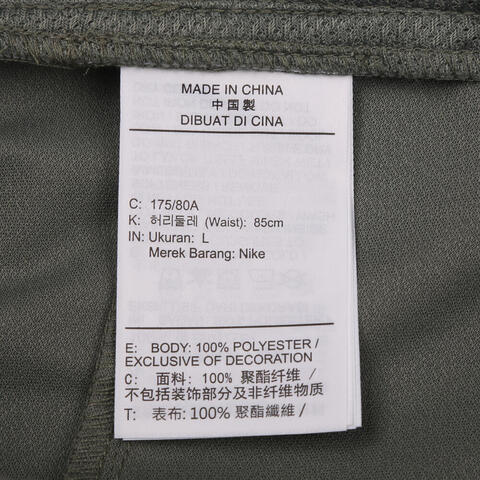 MADE IN CHINA
中国製
DIBUAT DI CINA
C: 175/80A
K: 허리둘레 (Waist): 85cm
IN: Ukuran: L
Merek Barang: Nike
E: BODY: 100% POLYESTER /
EXCLUSIVE OF DECORATION
C: 面料: 100% 聚酯纤维 /
不包括装饰部分及非纤维物质
T: 表布: 100% 聚酯纖維 /